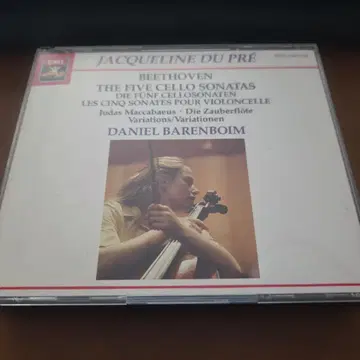 EMI
JACQUELINE DU PRÉ
BEETHOVEN
THE FIVE CELLO SONATAS
DIE FÜNF CELLOSONATEN
LES CINQ SONATES POUR VIOLONCELLE
Judas Maccabaeus · Die Zauberflöte
Variations/Variationen
DANIEL BARENBOIM